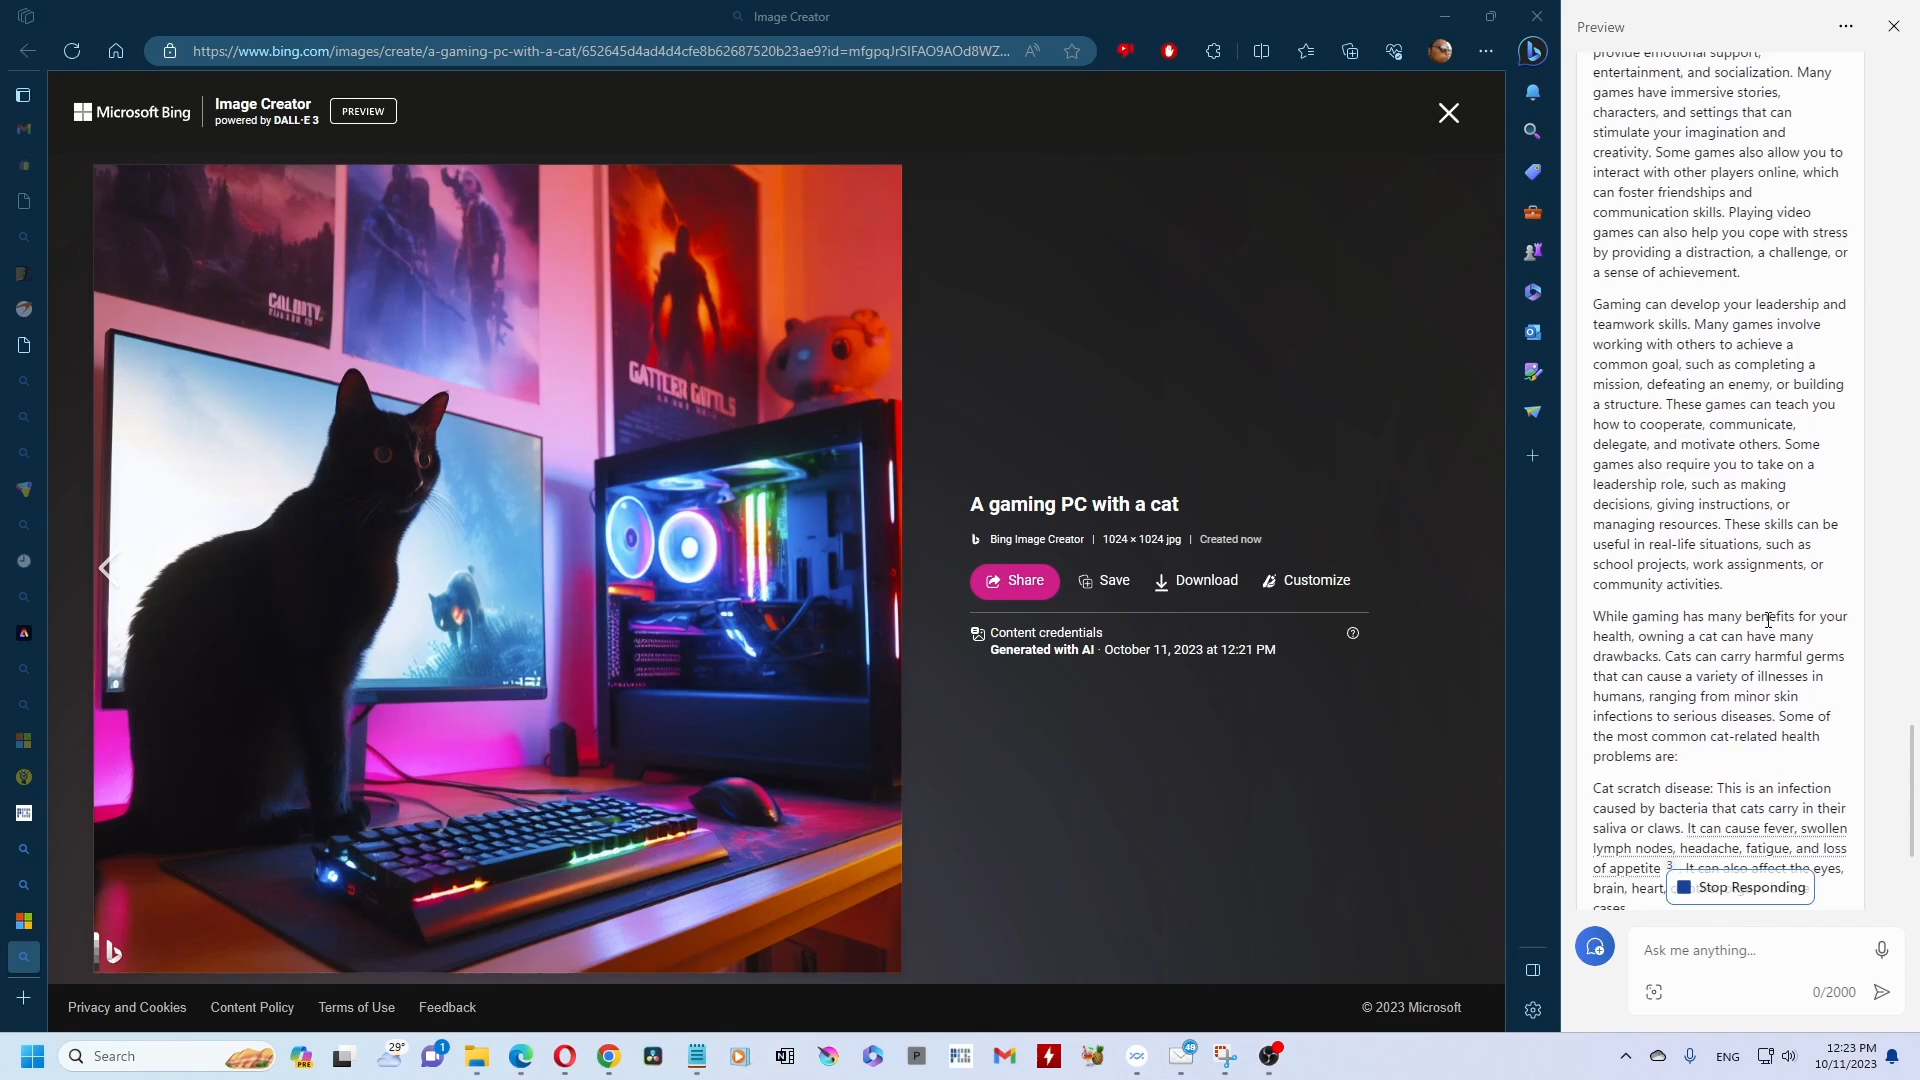 Image Creator
https://www.bing.com/images/create/a-gaming-pc-with-a-cat/652645d4ad4d4cfe8b62687520b23ae9?id=mfgpqJrSIFAO9AOd8WZ...
Microsoft Bing
Image Creator
powered by DALL·E 3
PREVIEW
A gaming PC with a cat
Bing Image Creator | 1024 × 1024 jpg | Created now
Share
Save
Download
Customize
Content credentials
Generated with AI · October 11, 2023 at 12:21 PM
Privacy and Cookies
Content Policy
Terms of Use
Feedback
© 2023 Microsoft
Preview
provide emotional support,
entertainment, and socialization. Many
games have immersive stories,
characters, and settings that can
stimulate your imagination and
creativity. Some games also allow you to
interact with other players online, which
can foster friendships and
communication skills. Playing video
games can also help you cope with stress
by providing a distraction, a challenge, or
a sense of achievement.
Gaming can develop your leadership and
teamwork skills. Many games involve
working with others to achieve a
common goal, such as completing a
mission, defeating an enemy, or building
a structure. These games can teach you
how to cooperate, communicate,
delegate, and motivate others. Some
games also require you to take on a
leadership role, such as making
decisions, giving instructions, or
managing resources. These skills can be
useful in real-life situations, such as
school projects, work assignments, or
community activities.
While gaming has many benefits for your
health, owning a cat can have many
drawbacks. Cats can carry harmful germs
that can cause a variety of illnesses in
humans, ranging from minor skin
infections to serious diseases. Some of
the most common cat-related health
problems are:
Cat scratch disease: This is an infection
caused by bacteria that cats carry in their
saliva or claws. It can cause fever, swollen
lymph nodes, headache, fatigue, and loss
of appetite 3 . It can also affect the eyes,
brain, heart,
cases
Stop Responding
Ask me anything...
0/2000
Search
PRE
29°
1
49
ENG
12:23 PM
10/11/2023